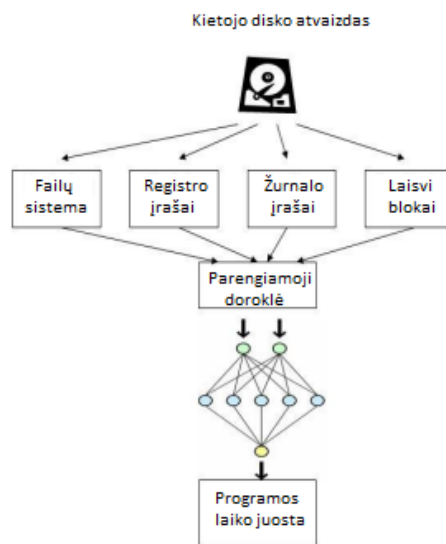 Kietojo disko atvaizdas
Failų
sistema
Registro
įrašai
Žurnalo
įrašai
Laisvi
blokai
Parengiamoji
doroklė
Programos
laiko juosta